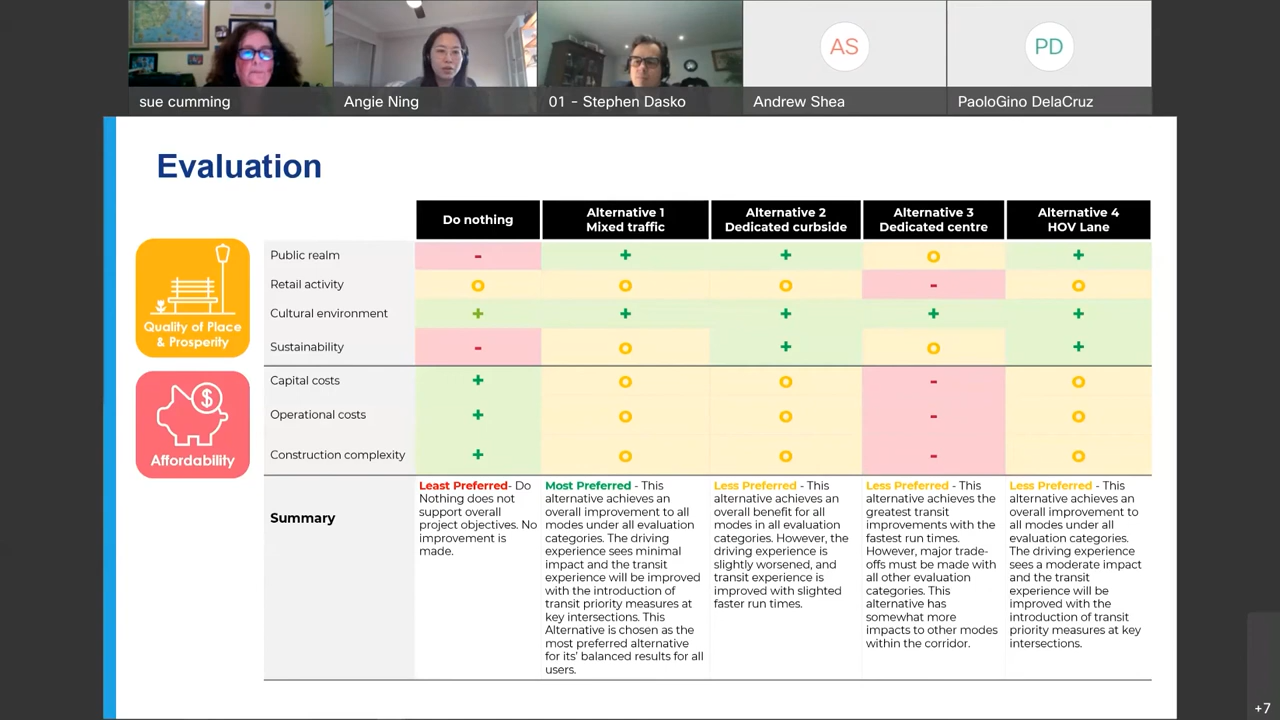 sue cumming
Angie Ning
01 - Stephen Dasko
AS
Andrew Shea
PD
PaoloGino DelaCruz
Evaluation
Do nothing
Alternative 1
Mixed traffic
Alternative 2
Dedicated curbside
Alternative 3
Dedicated centre
Alternative 4
HOV Lane
Quality of Place
& Prosperity
Public realm
- + + o +
Retail activity
o o o - o
Cultural environment
+ + + + +
Sustainability
- o + o +
$
Affordability
Capital costs
+ o o - o
Operational costs
+ o o - o
Construction complexity
+ o o - o
Summary
Least Preferred- Do
Nothing does not
support overall
project objectives. No
improvement is
made.
Most Preferred - This
alternative achieves an
overall improvement to all
modes under all evaluation
categories. The driving
experience sees minimal
impact and the transit
experience will be improved
with the introduction of
transit priority measures at
key intersections. This
Alternative is chosen as the
most preferred alternative
for its' balanced results for all
users.
Less Preferred - This
alternative achieves an
overall benefit for all
modes in all evaluation
categories. However, the
driving experience is
slightly worsened, and
transit experience is
improved with slighted
faster run times.
Less Preferred - This
alternative achieves the
greatest transit
improvements with the
fastest run times.
However, major trade-
offs must be made with
all other evaluation
categories. This
alternative has
somewhat more
impacts to other modes
within the corridor.
Less Preferred - This
alternative achieves an
overall improvement to
all modes under all
evaluation categories.
The driving experience
sees a moderate impact
and the transit
experience will be
improved with the
introduction of transit
priority measures at key
intersections.
+7